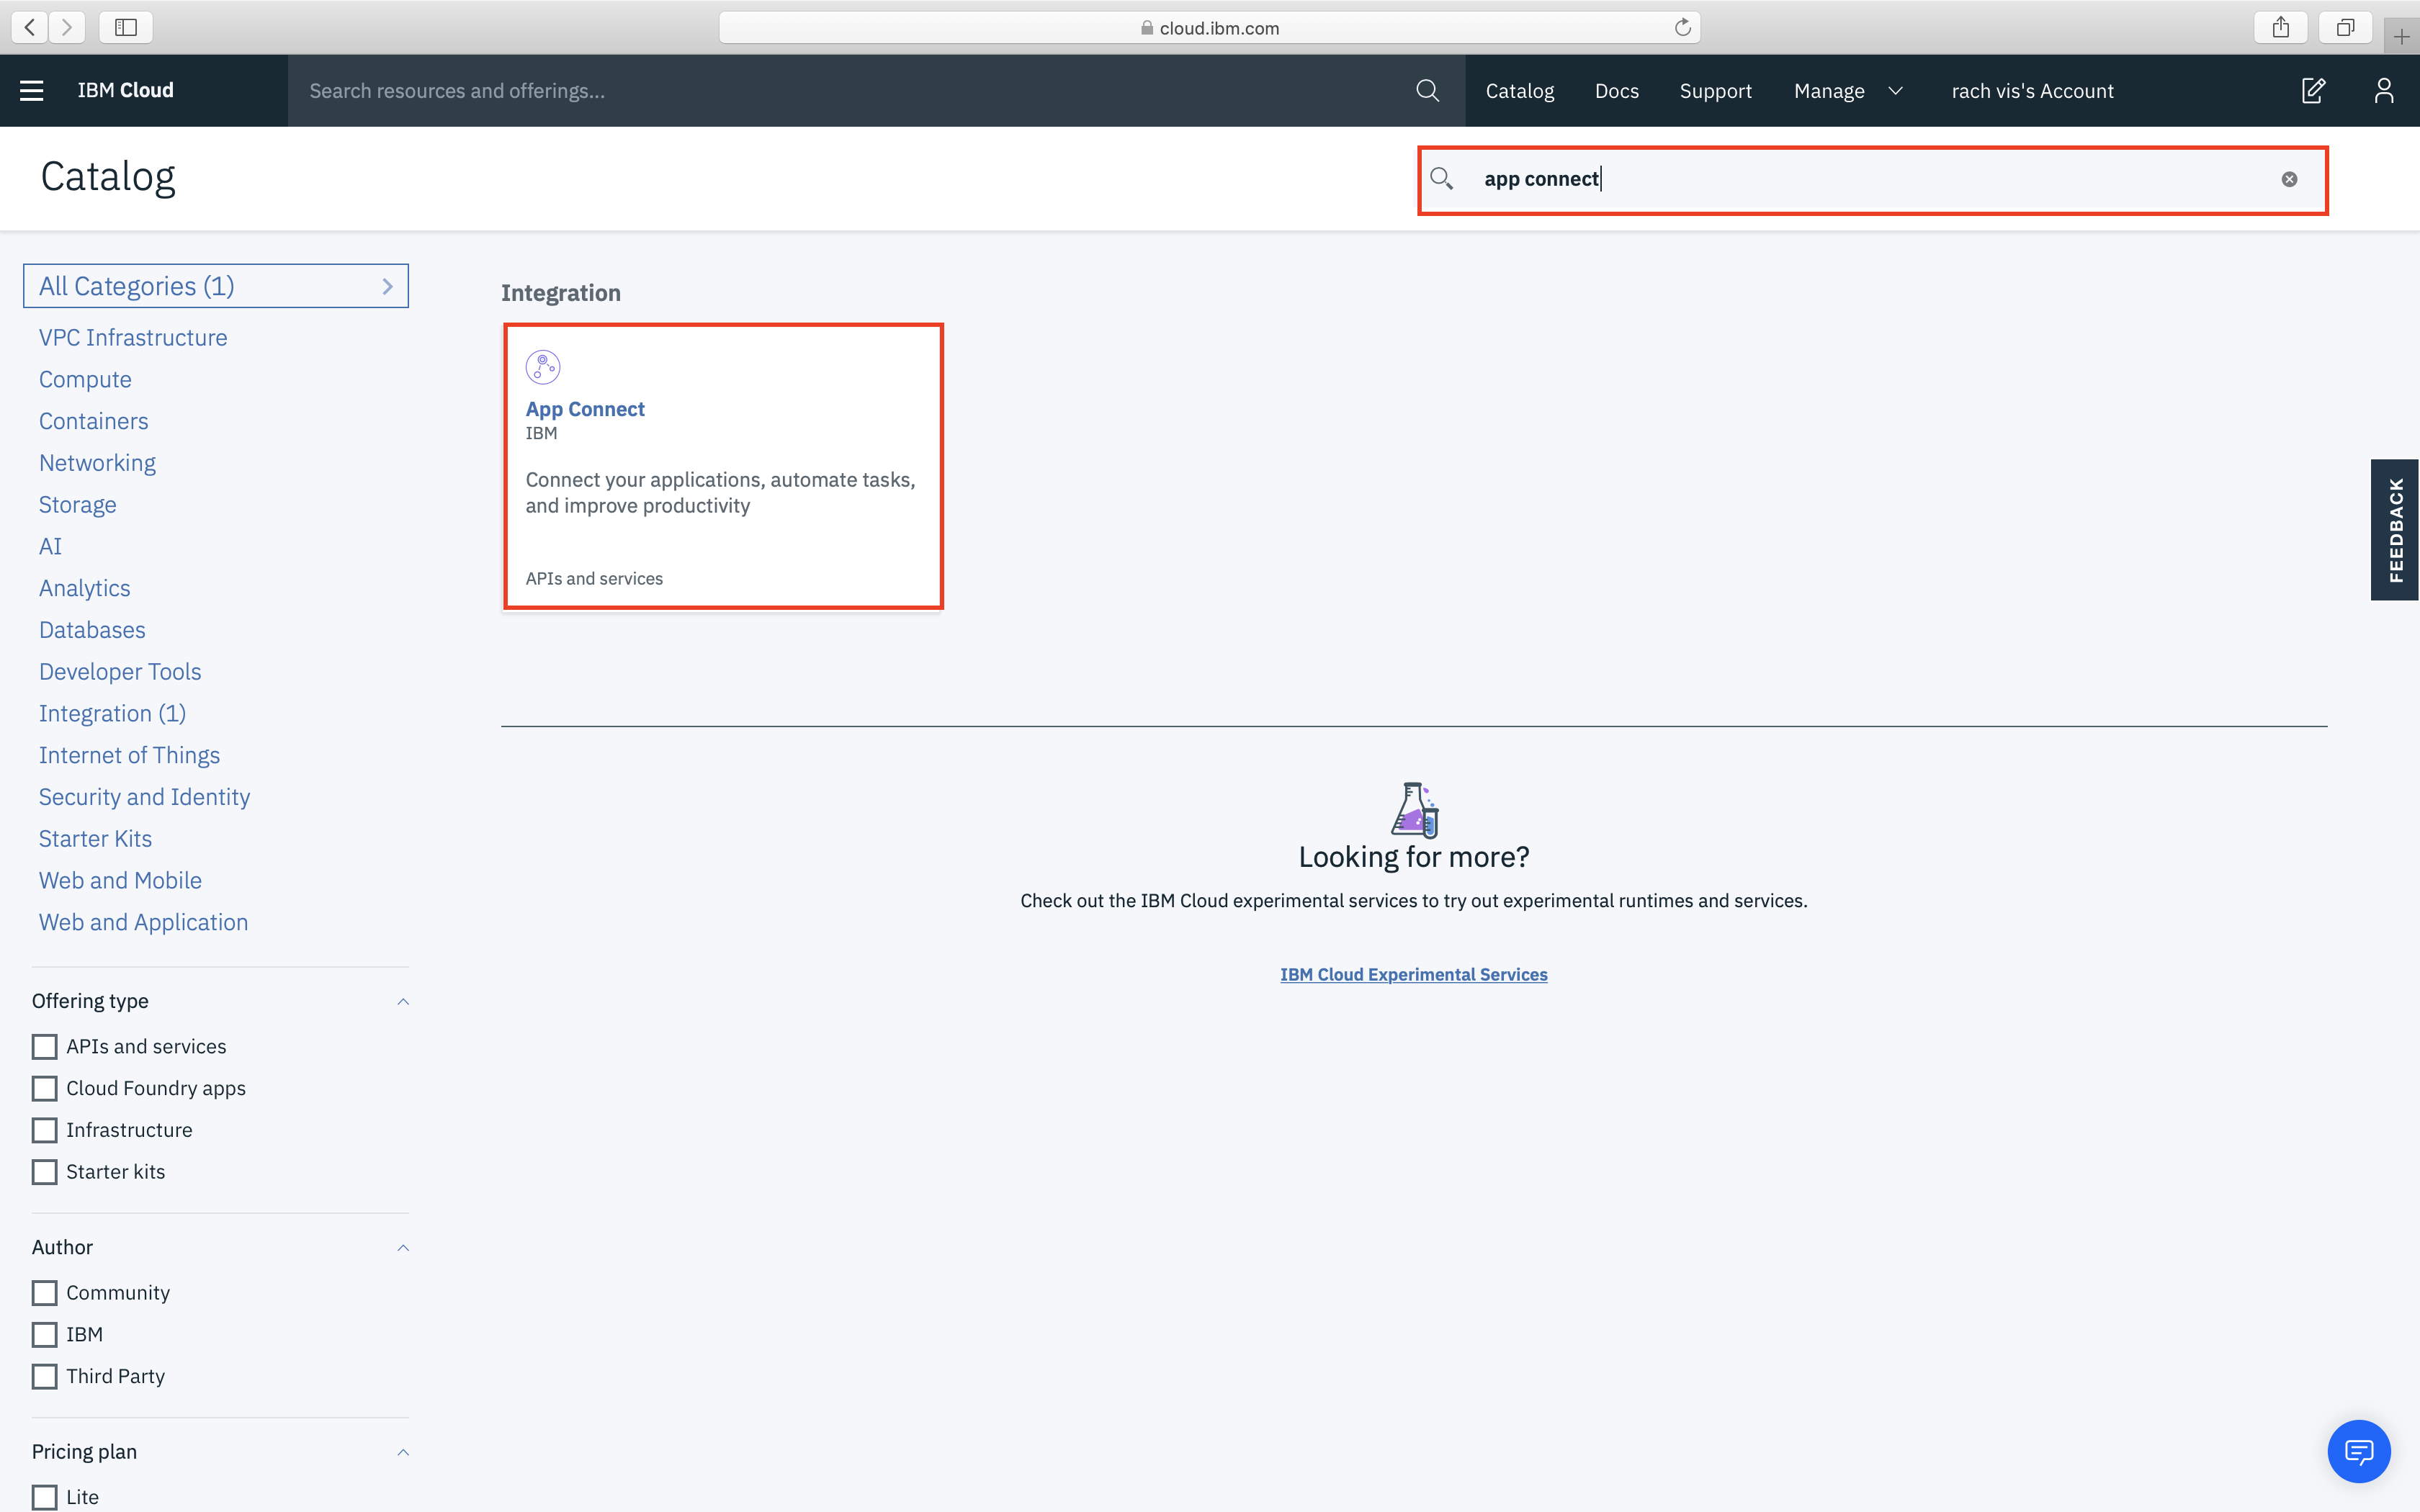 cloud.ibm.com
IBM Cloud
Search resources and offerings...
Catalog
Docs
Support
Manage
rach vis's Account
Catalog
app connect
All Categories (1)
VPC Infrastructure
Compute
Containers
Networking
Storage
AI
Analytics
Databases
Developer Tools
Integration (1)
Internet of Things
Security and Identity
Starter Kits
Web and Mobile
Web and Application
Offering type
APIs and services
Cloud Foundry apps
Infrastructure
Starter kits
Author
Community
IBM
Third Party
Pricing plan
Lite
Integration
App Connect
IBM
Connect your applications, automate tasks,
and improve productivity
APIs and services
Looking for more?
Check out the IBM Cloud experimental services to try out experimental runtimes and services.
IBM Cloud Experimental Services
FEEDBACK